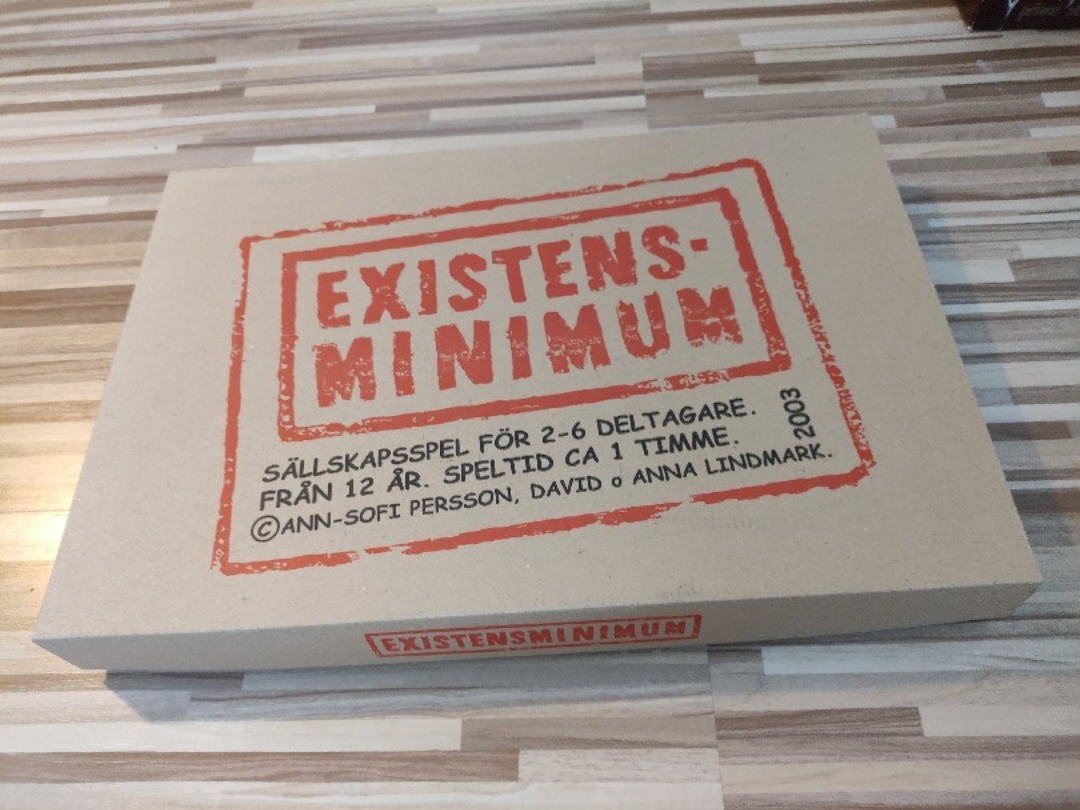 EXISTENS-
MINIMUM
SÄLLSKAPSSPEL FÖR 2-6 DELTAGARE.
FRÅN 12 ÅR. SPELTID CA 1 TIMME.
©ANN-SOFI PERSSON, DAVID o ANNA LINDMARK.
2003
EXISTENSMINIMUM